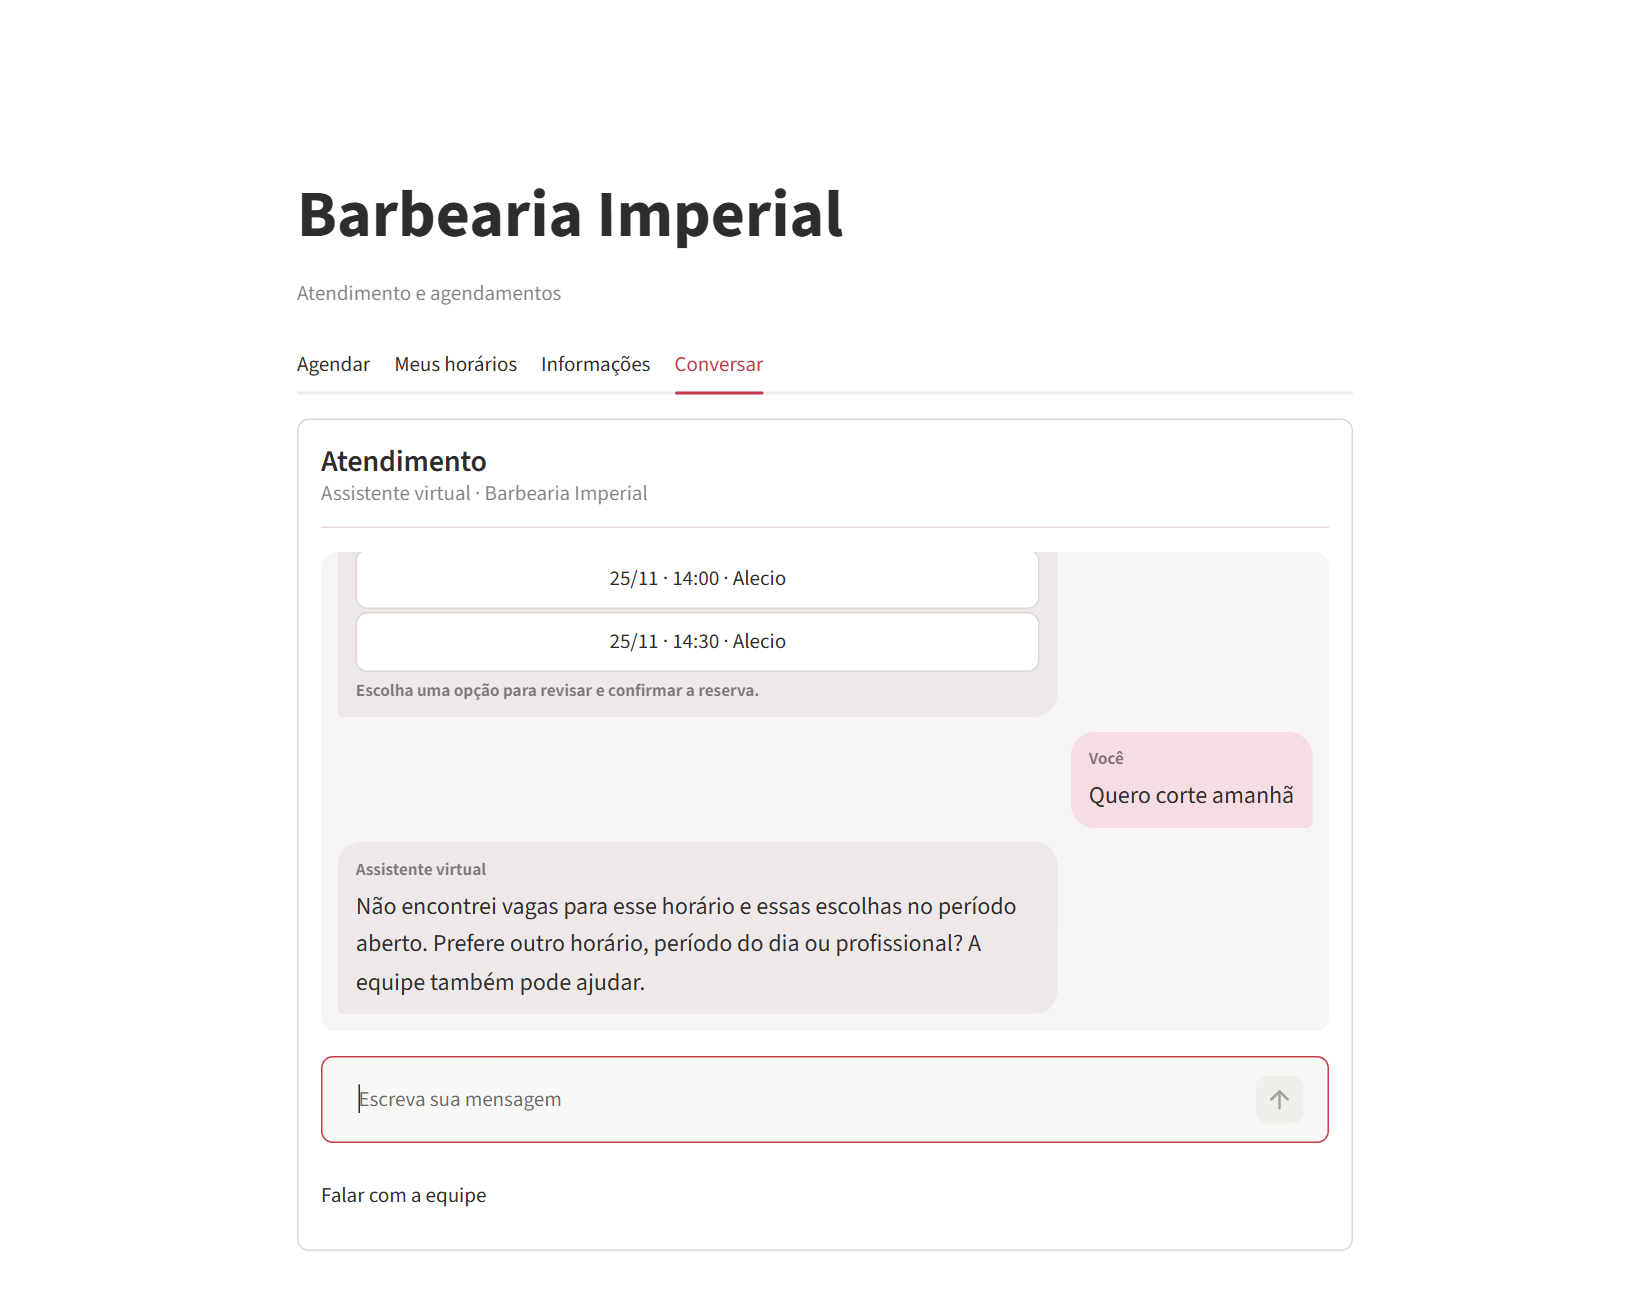 Barbearia Imperial
Atendimento e agendamentos
Agendar Meus horários Informações Conversar
Atendimento
Assistente virtual · Barbearia Imperial
25/11 · 14:00 · Alecio
25/11 · 14:30 · Alecio
Escolha uma opção para revisar e confirmar a reserva.
Você
Quero corte amanhã
Assistente virtual
Não encontrei vagas para esse horário e essas escolhas no período
aberto. Prefere outro horário, período do dia ou profissional? A
equipe também pode ajudar.
Escreva sua mensagem
Falar com a equipe